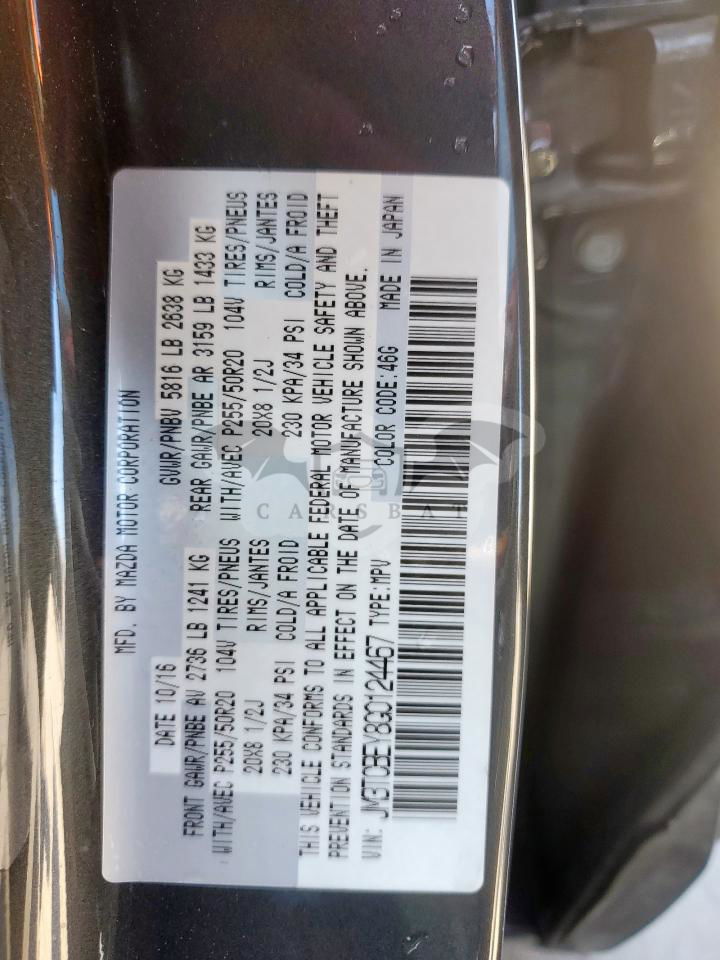 MFD. BY MAZDA MOTOR CORPORATION
DATE 10/16 GVWR/PNBV 5816 LB 2638 KG
FRONT GAWR/PNBE AV 2736 LB 1241 KG REAR GAWR/PNBE AR 3159 LB 1433 KG
WITH/AVEC P255/50R20 104V TIRES/PNEUS WITH/AVEC P255/50R20 104V TIRES/PNEUS
20X8 1/2J RIMS/JANTES 20X8 1/2J RIMS/JANTES
230 KPA/34 PSI COLD/A FROID 230 KPA/34 PSI COLD/A FROID
THIS VEHICLE CONFORMS TO ALL APPLICABLE FEDERAL MOTOR VEHICLE SAFETY AND THEFT
PREVENTION STANDARDS IN EFFECT ON THE DATE OF MANUFACTURE SHOWN ABOVE.
VIN: JM3TCBEY8G0124467 TYPE:MPV COLOR CODE:46G MADE IN JAPAN
CARSBAT